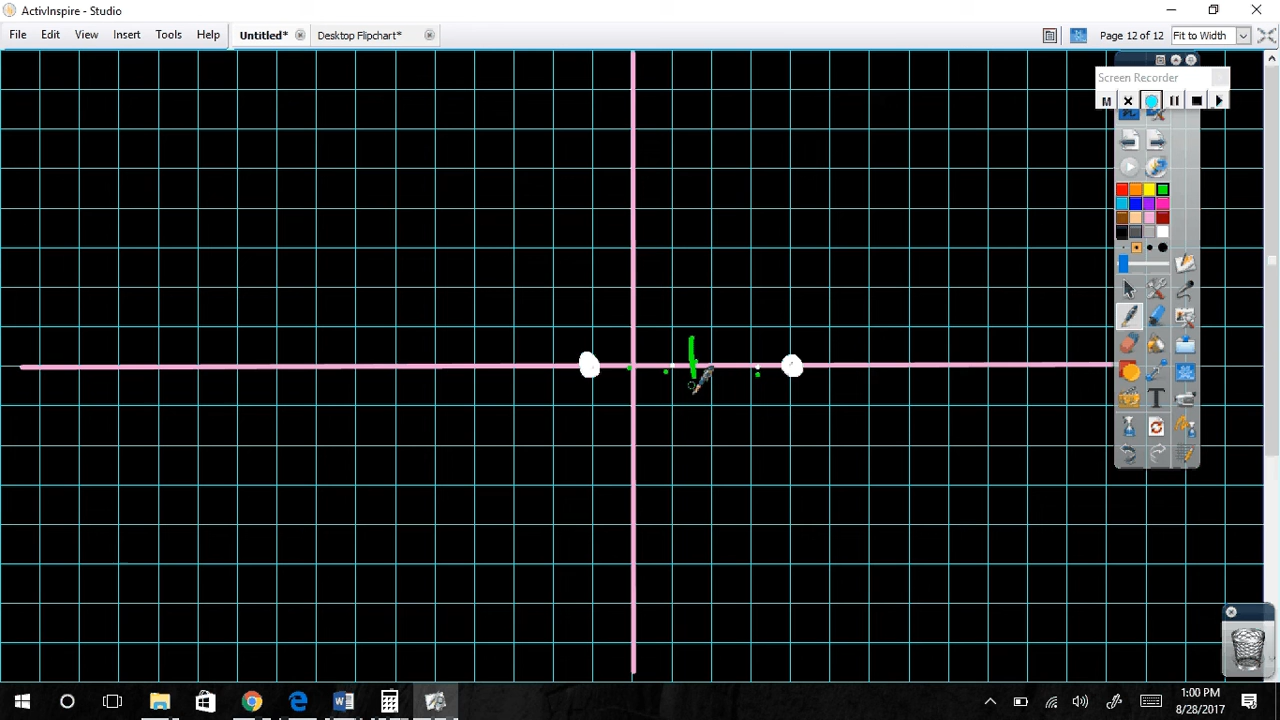 ActivInspire - Studio
File Edit View Insert Tools Help Untitled* Desktop Flipchart* Page 12 of 12 Fit to Width
Screen Recorder
M
T
1:00 PM
8/28/2017